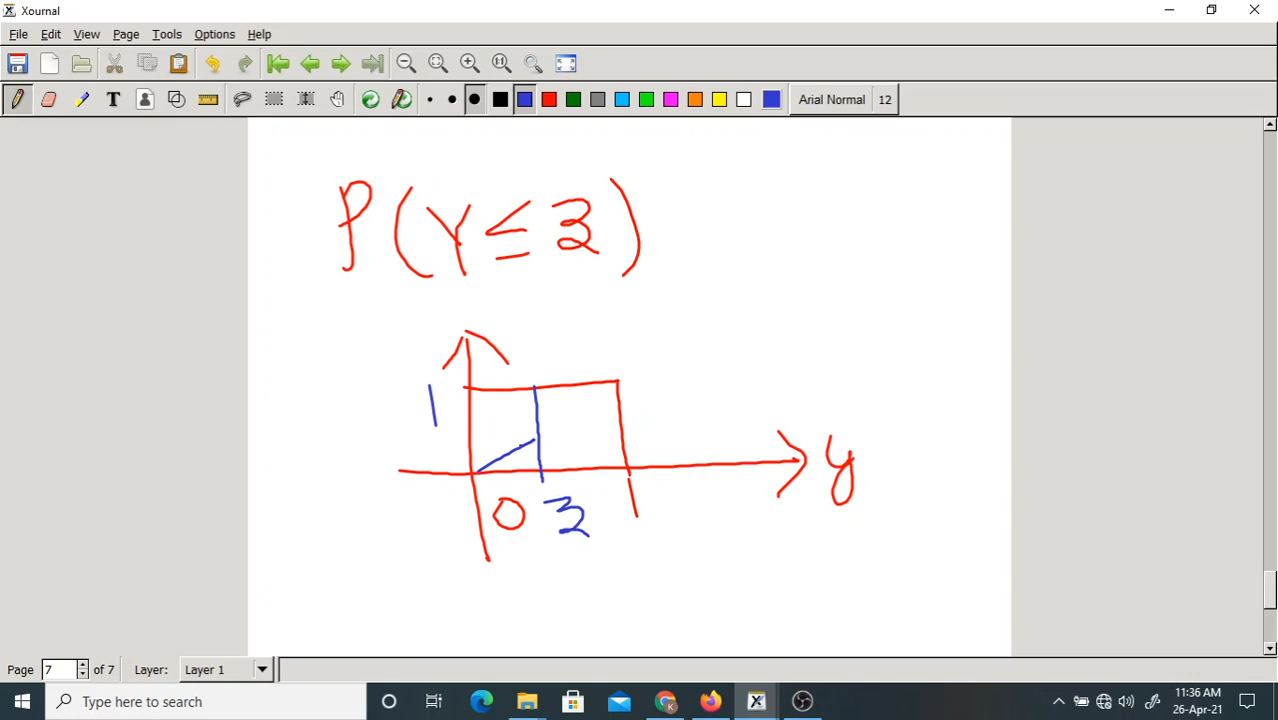 Xournal
File Edit View Page Tools Options Help
T Arial Normal 12
P(Y ≤ 3)
1
y
0 3
Page 7 of 7 Layer: Layer 1
Type here to search
11:36 AM
26-Apr-21